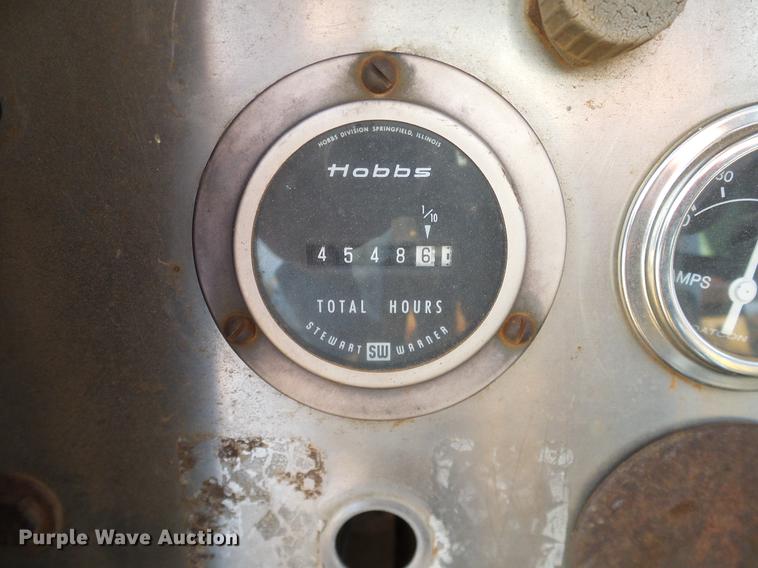 HOBBS DIVISION SPRINGFIELD, ILLINOIS
Hobbs
1/10
4 5 4 8 6
TOTAL HOURS
STEWART SW WARNER
AMPS
Purple Wave Auction